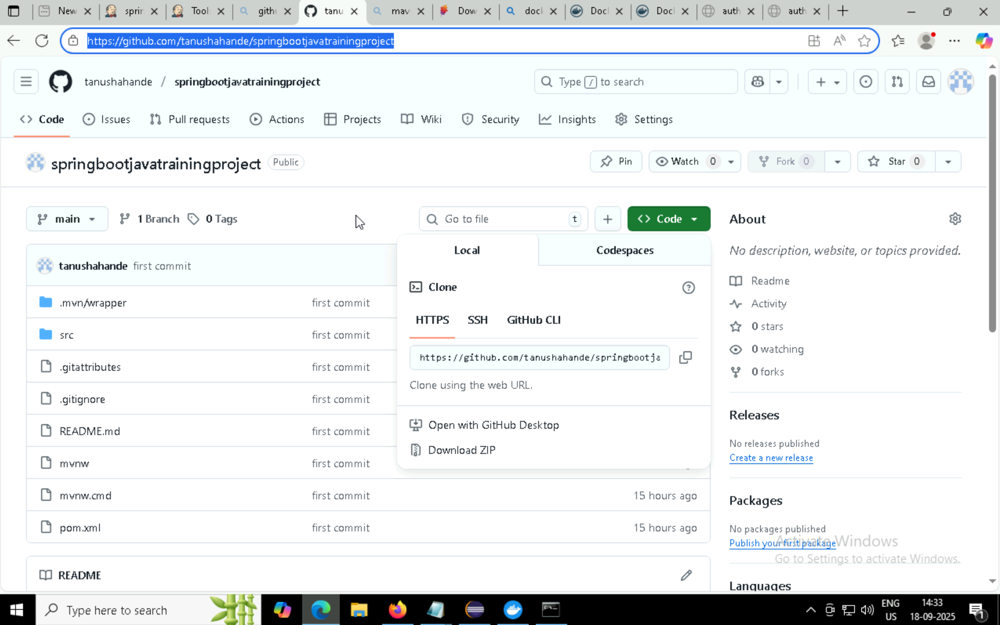 New
sprin
Tool:
gith
tanu
mav
Dow
dock
Docl
Docl
auth
auth
https://github.com/tanushahande/springbootjavatrainingproject
tanushahande / springbootjavatrainingproject
Type / to search
Code
Issues
Pull requests
Actions
Projects
Wiki
Security
Insights
Settings
springbootjavatrainingproject Public
Pin
Watch 0
Fork 0
Star 0
main
1 Branch
0 Tags
Go to file t
Code
About
No description, website, or topics provided.
Readme
Activity
0 stars
0 watching
0 forks
Local
Codespaces
Clone
HTTPS SSH GitHub CLI
https://github.com/tanushahande/springbootja
Clone using the web URL.
Open with GitHub Desktop
Download ZIP
tanushahande first commit
.mvn/wrapper first commit
src first commit
.gitattributes first commit
.gitignore first commit
README.md first commit
mvnw first commit
mvnw.cmd first commit 15 hours ago
pom.xml first commit 15 hours ago
README
Releases
No releases published
Create a new release
Packages
No packages published
Publish your first package
Activate Windows
Go to Settings to activate Windows.
Languages
Type here to search
ENG
US
14:33
18-09-2025
1